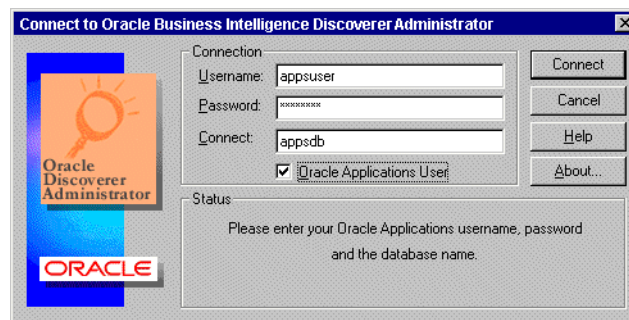 Connect to Oracle Business Intelligence Discoverer Administrator
Connection
Username: appsuser
Password: ********
Connect: appsdb
Oracle Applications User
Connect
Cancel
Help
About...
Oracle
Discoverer
Administrator
ORACLE
Status
Please enter your Oracle Applications username, password
and the database name.